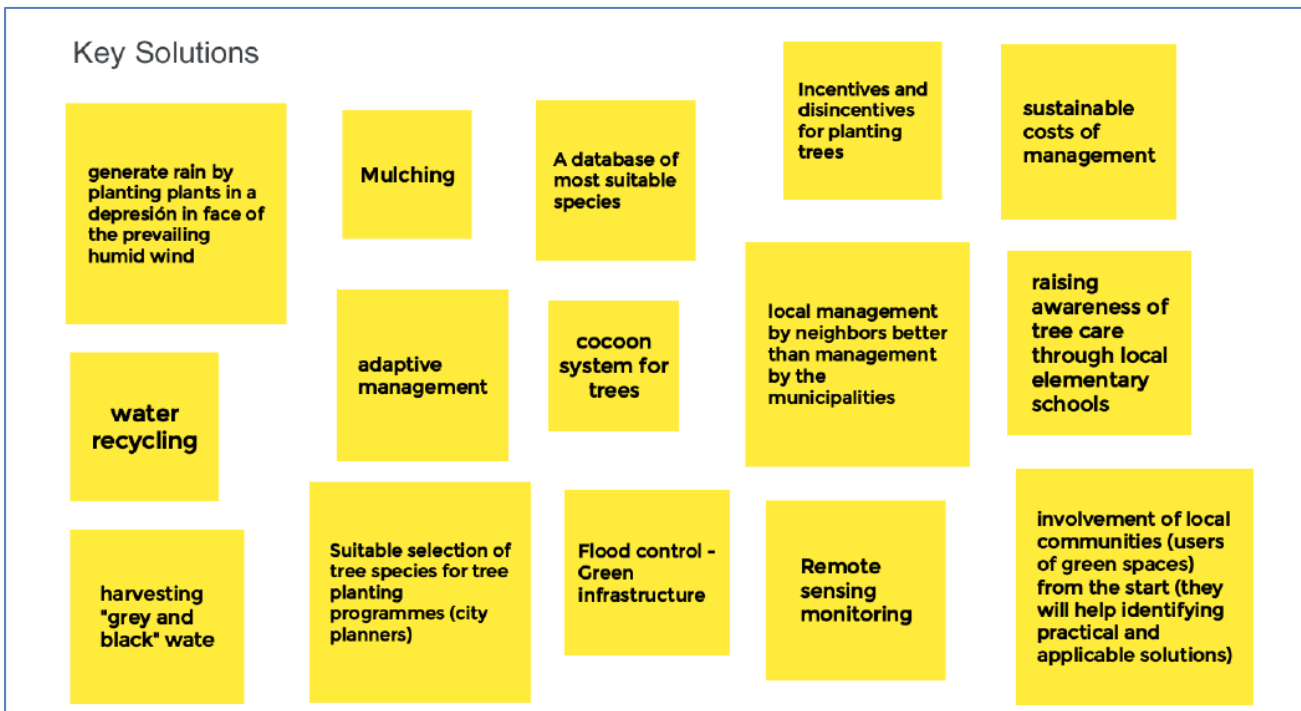 Key Solutions
generate rain by
planting plants in a
depresión in face of
the prevailing
humid wind
Mulching
A database of
most suitable
species
Incentives and
disincentives
for planting
trees
sustainable
costs of
management
water
recycling
adaptive
management
cocoon
system for
trees
local management
by neighbors better
than management
by the
municipalities
raising
awareness of
tree care
through local
elementary
schools
harvesting
"grey and
black" wate
Suitable selection of
tree species for tree
planting
programmes (city
planners)
Flood control -
Green
infrastructure
Remote
sensing
monitoring
involvement of local
communities (users
of green spaces)
from the start (they
will help identifying
practical and
applicable solutions)